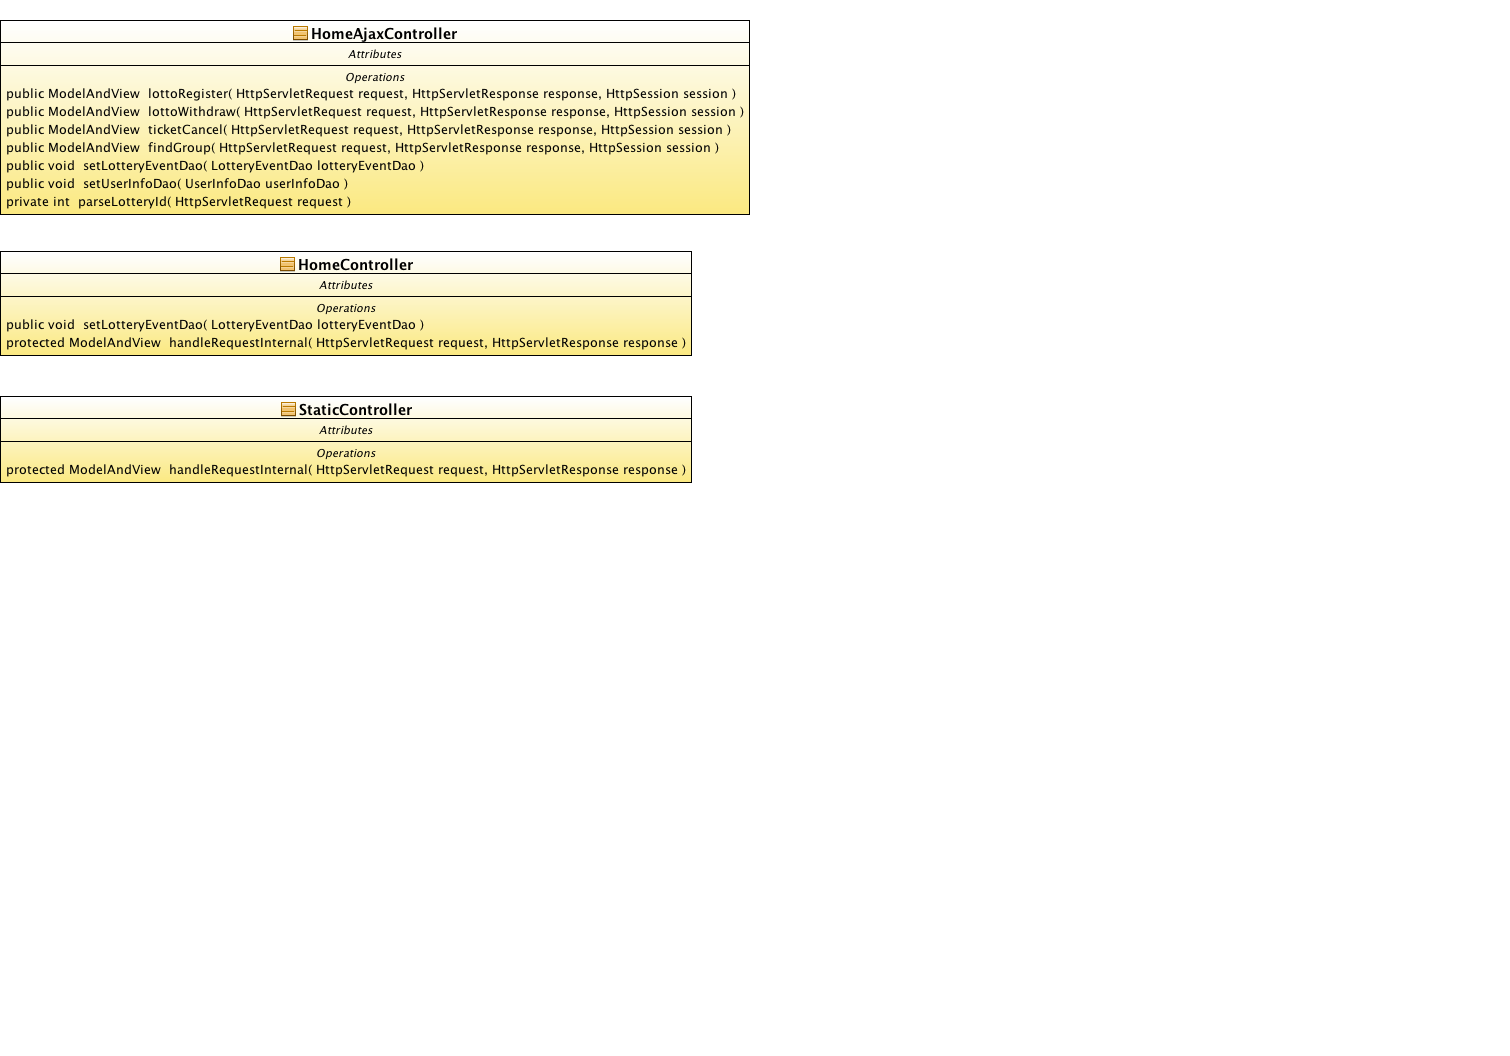 HomeAjaxController
Attributes
Operations
public ModelAndView lottoRegister( HttpServletRequest request, HttpServletResponse response, HttpSession session )
public ModelAndView lottoWithdraw( HttpServletRequest request, HttpServletResponse response, HttpSession session )
public ModelAndView ticketCancel( HttpServletRequest request, HttpServletResponse response, HttpSession session )
public ModelAndView findGroup( HttpServletRequest request, HttpServletResponse response, HttpSession session )
public void setLotteryEventDao( LotteryEventDao lotteryEventDao )
public void setUserInfoDao( UserInfoDao userInfoDao )
private int parseLotteryId( HttpServletRequest request )
HomeController
Attributes
Operations
public void setLotteryEventDao( LotteryEventDao lotteryEventDao )
protected ModelAndView handleRequestInternal( HttpServletRequest request, HttpServletResponse response )
StaticController
Attributes
Operations
protected ModelAndView handleRequestInternal( HttpServletRequest request, HttpServletResponse response )